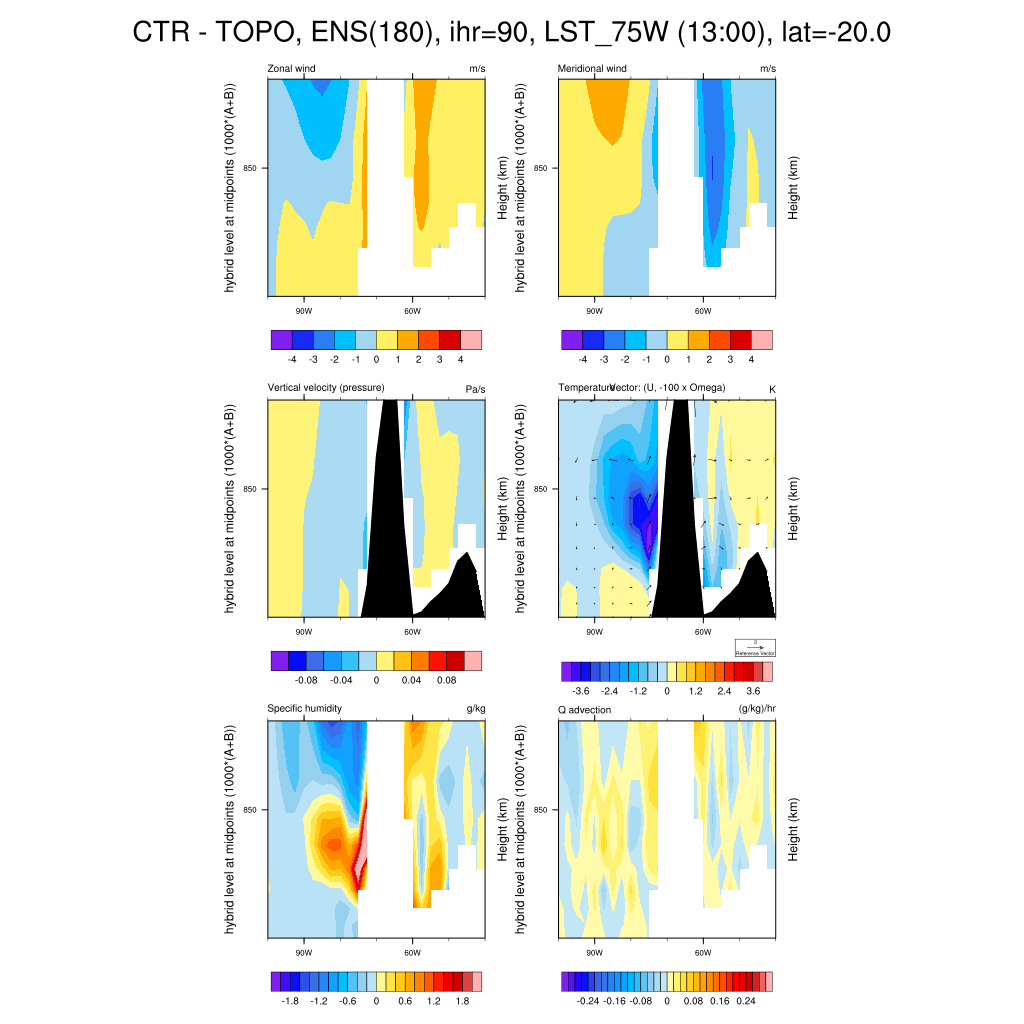 CTR - TOPO, ENS(180), ihr=90, LST_75W (13:00), lat=-20.0
Zonal wind m/s
hybrid level at midpoints (1000*(A+B))
850
Height (km)
90W 60W
-4 -3 -2 -1 0 1 2 3 4
Meridional wind m/s
hybrid level at midpoints (1000*(A+B))
850
Height (km)
90W 60W
-4 -3 -2 -1 0 1 2 3 4
Vertical velocity (pressure) Pa/s
hybrid level at midpoints (1000*(A+B))
850
Height (km)
90W 60W
-0.08 -0.04 0 0.04 0.08
Temperature Vector: (U, -100 x Omega) K
hybrid level at midpoints (1000*(A+B))
850
Height (km)
90W 60W
3
Reference Vector
-3.6 -2.4 -1.2 0 1.2 2.4 3.6
Specific humidity g/kg
hybrid level at midpoints (1000*(A+B))
850
Height (km)
90W 60W
-1.8 -1.2 -0.6 0 0.6 1.2 1.8
Q advection (g/kg)/hr
hybrid level at midpoints (1000*(A+B))
850
Height (km)
90W 60W
-0.24 -0.16 -0.08 0 0.08 0.16 0.24